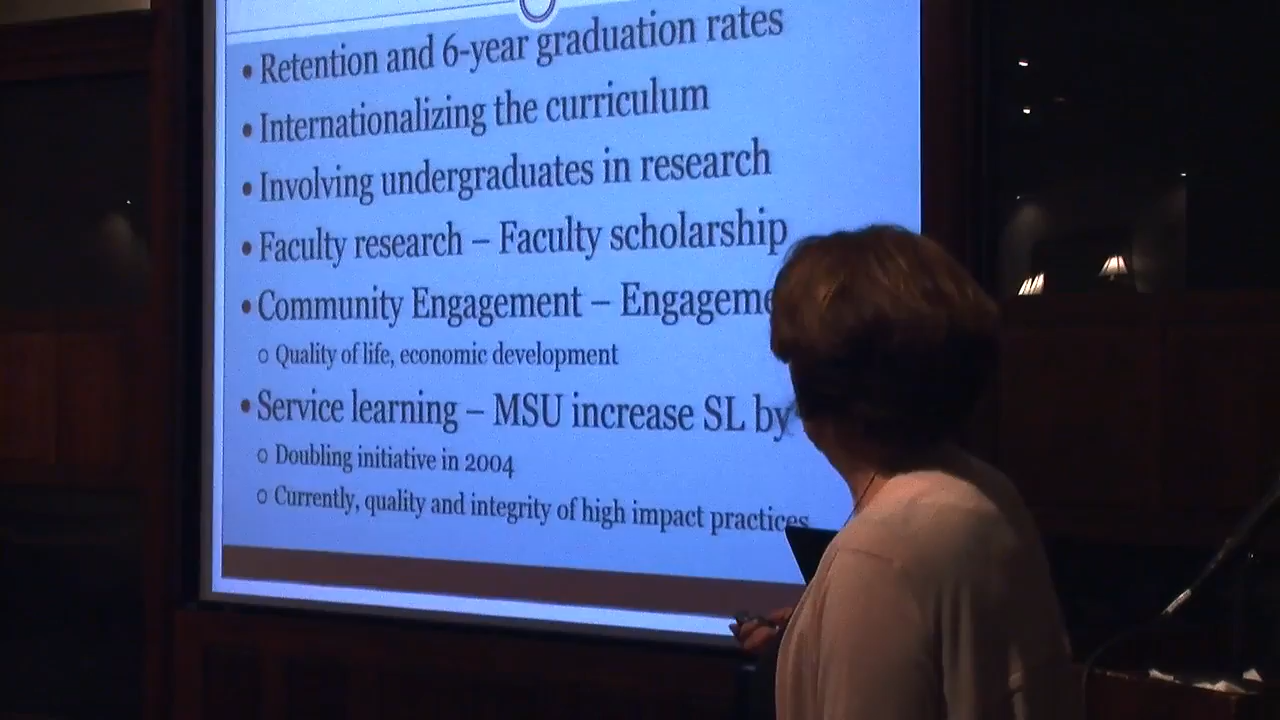 • Retention and 6-year graduation rates
• Internationalizing the curriculum
• Involving undergraduates in research
• Faculty research – Faculty scholarship
• Community Engagement – Engageme
o Quality of life, economic development
• Service learning – MSU increase SL by
o Doubling initiative in 2004
o Currently, quality and integrity of high impact practices